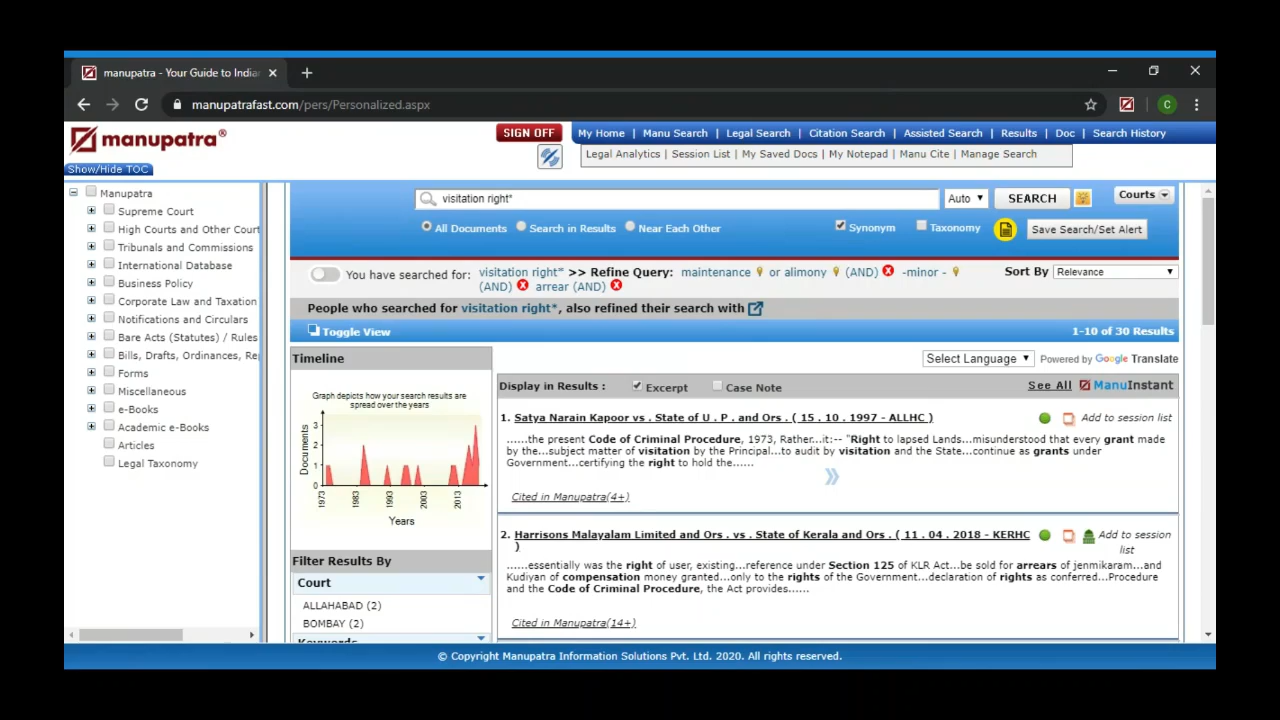 manupatra - Your Guide to Indian
manupatrafast.com/pers/Personalized.aspx
C
manupatra®
SIGN OFF
My Home | Manu Search | Legal Search | Citation Search | Assisted Search | Results | Doc | Search History
Legal Analytics | Session List | My Saved Docs | My Notepad | Manu Cite | Manage Search
Show/Hide TOC
Manupatra
Supreme Court
High Courts and Other Court
Tribunals and Commissions
International Database
Business Policy
Corporate Law and Taxation
Notifications and Circulars
Bare Acts (Statutes) / Rules
Bills, Drafts, Ordinances, Re
Forms
Miscellaneous
e-Books
Academic e-Books
Articles
Legal Taxonomy
visitation right*
Auto
SEARCH
Courts
All Documents
Search in Results
Near Each Other
Synonym
Taxonomy
Save Search/Set Alert
You have searched for: visitation right* >> Refine Query: maintenance or alimony (AND) -minor -
(AND) arrear (AND)
Sort By Relevance
People who searched for visitation right*, also refined their search with
Toggle View
1-10 of 30 Results
Timeline
Graph depicts how your search results are
spread over the years
Documents
3
2
1
0
1973 1983 1993 2003 2013
Years
Filter Results By
Court
ALLAHABAD (2)
BOMBAY (2)
Keywords
Select Language
Powered by Google Translate
Display in Results : Excerpt Case Note
See All ManuInstant
1. Satya Narain Kapoor vs . State of U . P . and Ors . ( 15 . 10 . 1997 - ALLHC )
Add to session list
......the present Code of Criminal Procedure, 1973, Rather...it:-- "Right to lapsed Lands...misunderstood that every grant made
by the...subject matter of visitation by the Principal...to audit by visitation and the State...continue as grants under
Government...certifying the right to hold the......
Cited in Manupatra(4+)
2. Harrisons Malayalam Limited and Ors . vs . State of Kerala and Ors . ( 11 . 04 . 2018 - KERHC
)
Add to session
list
......essentially was the right of user, existing...reference under Section 125 of KLR Act...be sold for arrears of jenmikaram...and
Kudiyan of compensation money granted...only to the rights of the Government...declaration of rights as conferred...Procedure
and the Code of Criminal Procedure, the Act provides......
Cited in Manupatra(14+)
© Copyright Manupatra Information Solutions Pvt. Ltd. 2020. All rights reserved.